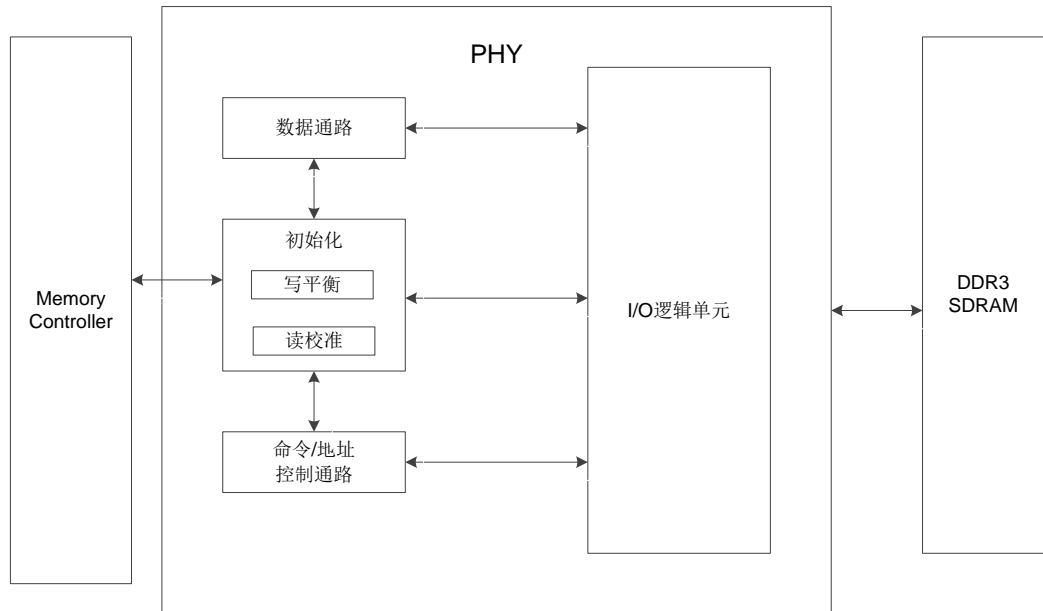 PHY
数据通路
初始化
写平衡
读校准
命令/地址
控制通路
Memory
Controller
I/O逻辑单元
DDR3
SDRAM